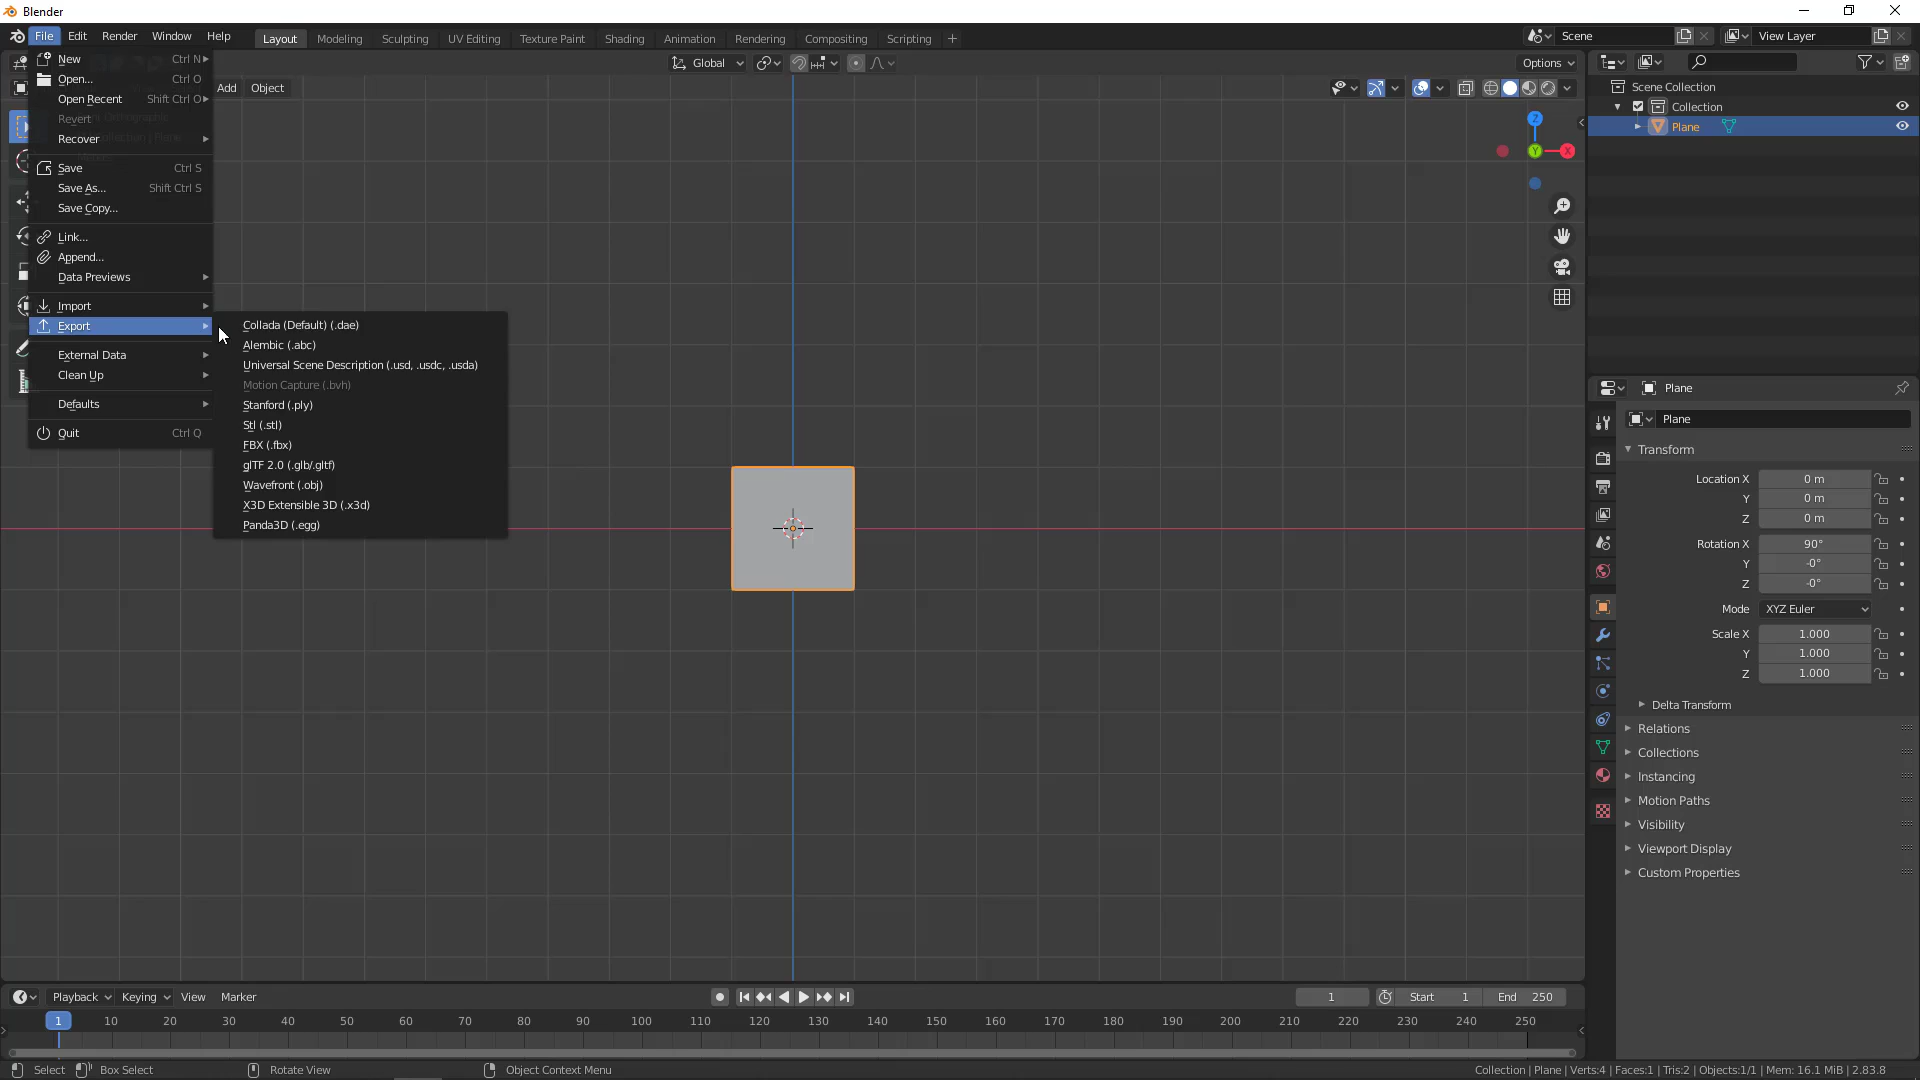 Blender
File Edit Render Window Help
Layout Modeling Sculpting UV Editing Texture Paint Shading Animation Rendering Compositing Scripting +
Scene
View Layer
Global
Options
Add Object
New Ctrl N
Open... Ctrl O
Open Recent Shift Ctrl O
Revert
Recover
Save Ctrl S
Save As... Shift Ctrl S
Save Copy...
Link...
Append...
Data Previews
Import
Export
External Data
Clean Up
Defaults
Quit Ctrl Q
Collada (Default) (.dae)
Alembic (.abc)
Universal Scene Description (.usd, .usdc, .usda)
Motion Capture (.bvh)
Stanford (.ply)
Stl (.stl)
FBX (.fbx)
glTF 2.0 (.glb/.gltf)
Wavefront (.obj)
X3D Extensible 3D (.x3d)
Panda3D (.egg)
Z
Y
X
Scene Collection
Collection
Plane
Plane
Plane
Transform
Location X 0 m
Y 0 m
Z 0 m
Rotation X 90°
Y -0°
Z -0°
Mode XYZ Euler
Scale X 1.000
Y 1.000
Z 1.000
Delta Transform
Relations
Collections
Instancing
Motion Paths
Visibility
Viewport Display
Custom Properties
Playback Keying View Marker
1 Start 1 End 250
1 10 20 30 40 50 60 70 80 90 100 110 120 130 140 150 160 170 180 190 200 210 220 230 240 250
Select Box Select Rotate View Object Context Menu
Collection | Plane | Verts:4 | Faces:1 | Tris:2 | Objects:1/1 | Mem: 16.1 MiB | 2.83.8